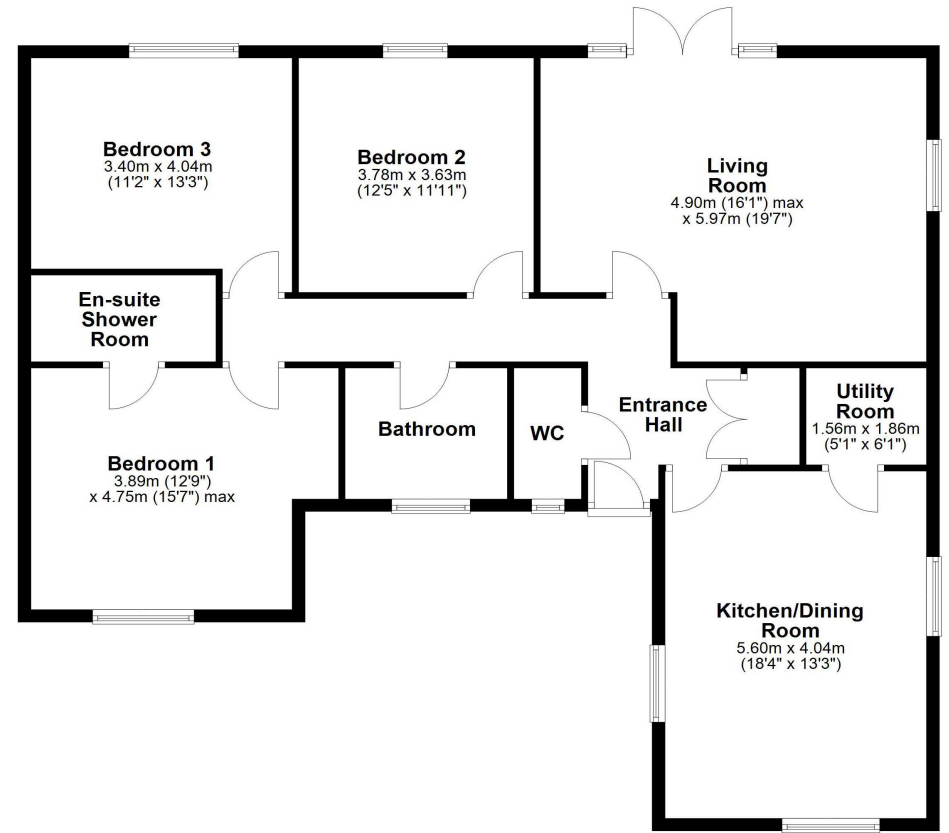 Bedroom 3
3.40m x 4.04m
(11'2" x 13'3")
Bedroom 2
3.78m x 3.63m
(12'5" x 11'11")
Living
Room
4.90m (16'1") max
x 5.97m (19'7")
En-suite
Shower
Room
Bedroom 1
3.89m (12'9")
x 4.75m (15'7") max
Bathroom
WC
Entrance
Hall
Utility
Room
1.56m x 1.86m
(5'1" x 6'1")
Kitchen/Dining
Room
5.60m x 4.04m
(18'4" x 13'3")